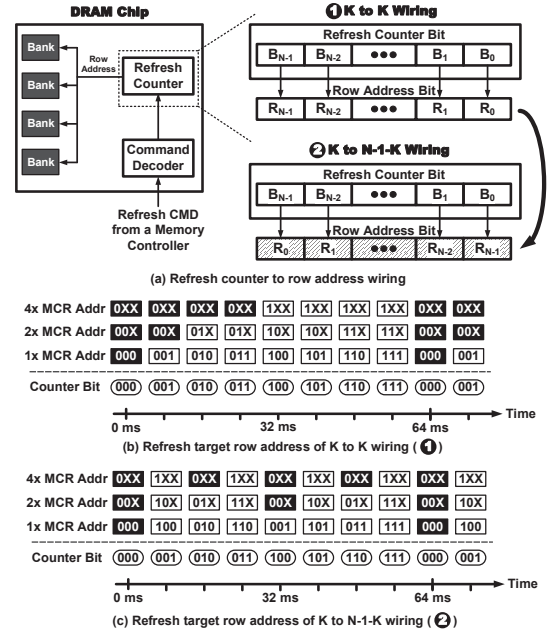 DRAM Chip
Bank
Bank
Bank
Bank
Row
Address
Refresh
Counter
Command
Decoder
Refresh CMD
from a Memory
Controller
❶ K to K Wiring
Refresh Counter Bit
B_{N-1} B_{N-2} ●●● B_1 B_0
Row Address Bit
R_{N-1} R_{N-2} ●●● R_1 R_0
❷ K to N-1-K Wiring
Refresh Counter Bit
B_{N-1} B_{N-2} ●●● B_1 B_0
Row Address Bit
R_0 R_1 ●●● R_{N-2} R_{N-1}
(a) Refresh counter to row address wiring
4x MCR Addr 0XX 0XX 0XX 0XX 1XX 1XX 1XX 1XX 0XX 0XX
2x MCR Addr 00X 00X 01X 01X 10X 10X 11X 11X 00X 00X
1x MCR Addr 000 001 010 011 100 101 110 111 000 001
Counter Bit 000 001 010 011 100 101 110 111 000 001
Time
0 ms 32 ms 64 ms
(b) Refresh target row address of K to K wiring ( ❶ )
4x MCR Addr 0XX 1XX 0XX 1XX 0XX 1XX 0XX 1XX 0XX 1XX
2x MCR Addr 00X 10X 01X 11X 00X 10X 01X 11X 00X 10X
1x MCR Addr 000 100 010 110 001 101 011 111 000 100
Counter Bit 000 001 010 011 100 101 110 111 000 001
Time
0 ms 32 ms 64 ms
(c) Refresh target row address of K to N-1-K wiring ( ❷ )